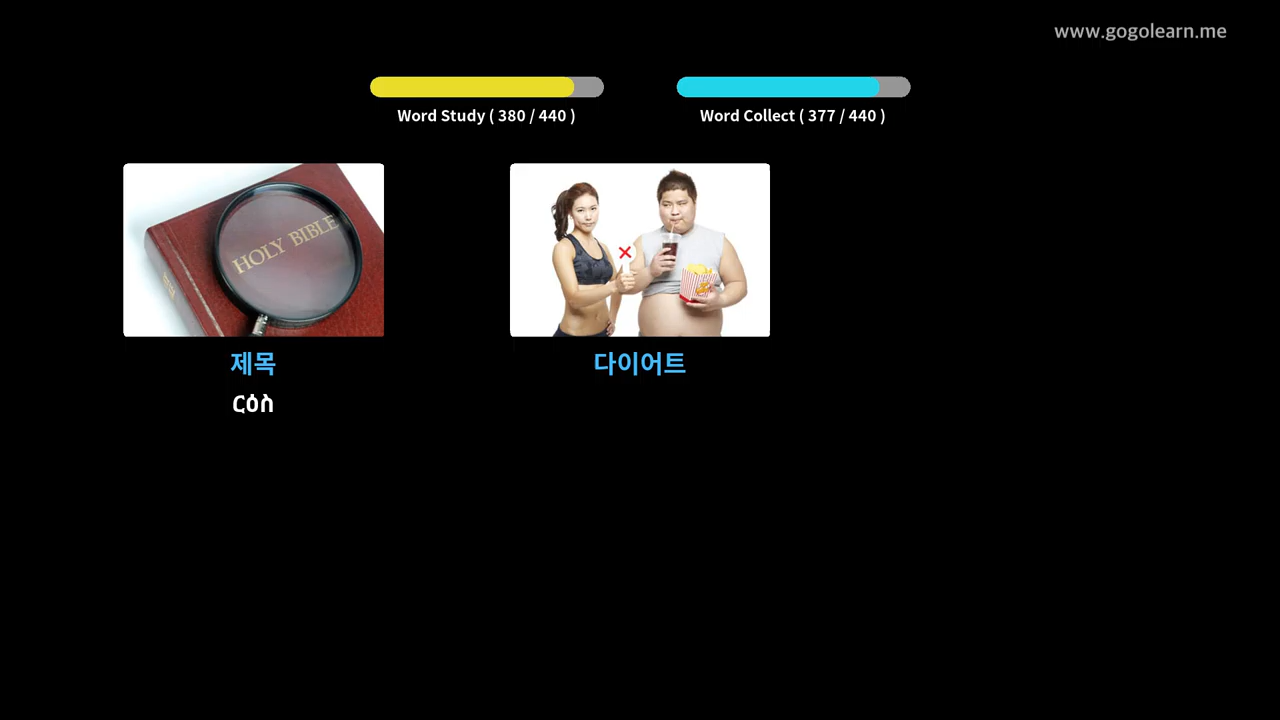 www.gogolearn.me
Word Study ( 380 / 440 )
Word Collect ( 377 / 440 )
HOLY BIBLE
제목
다이어트
ርዕስ